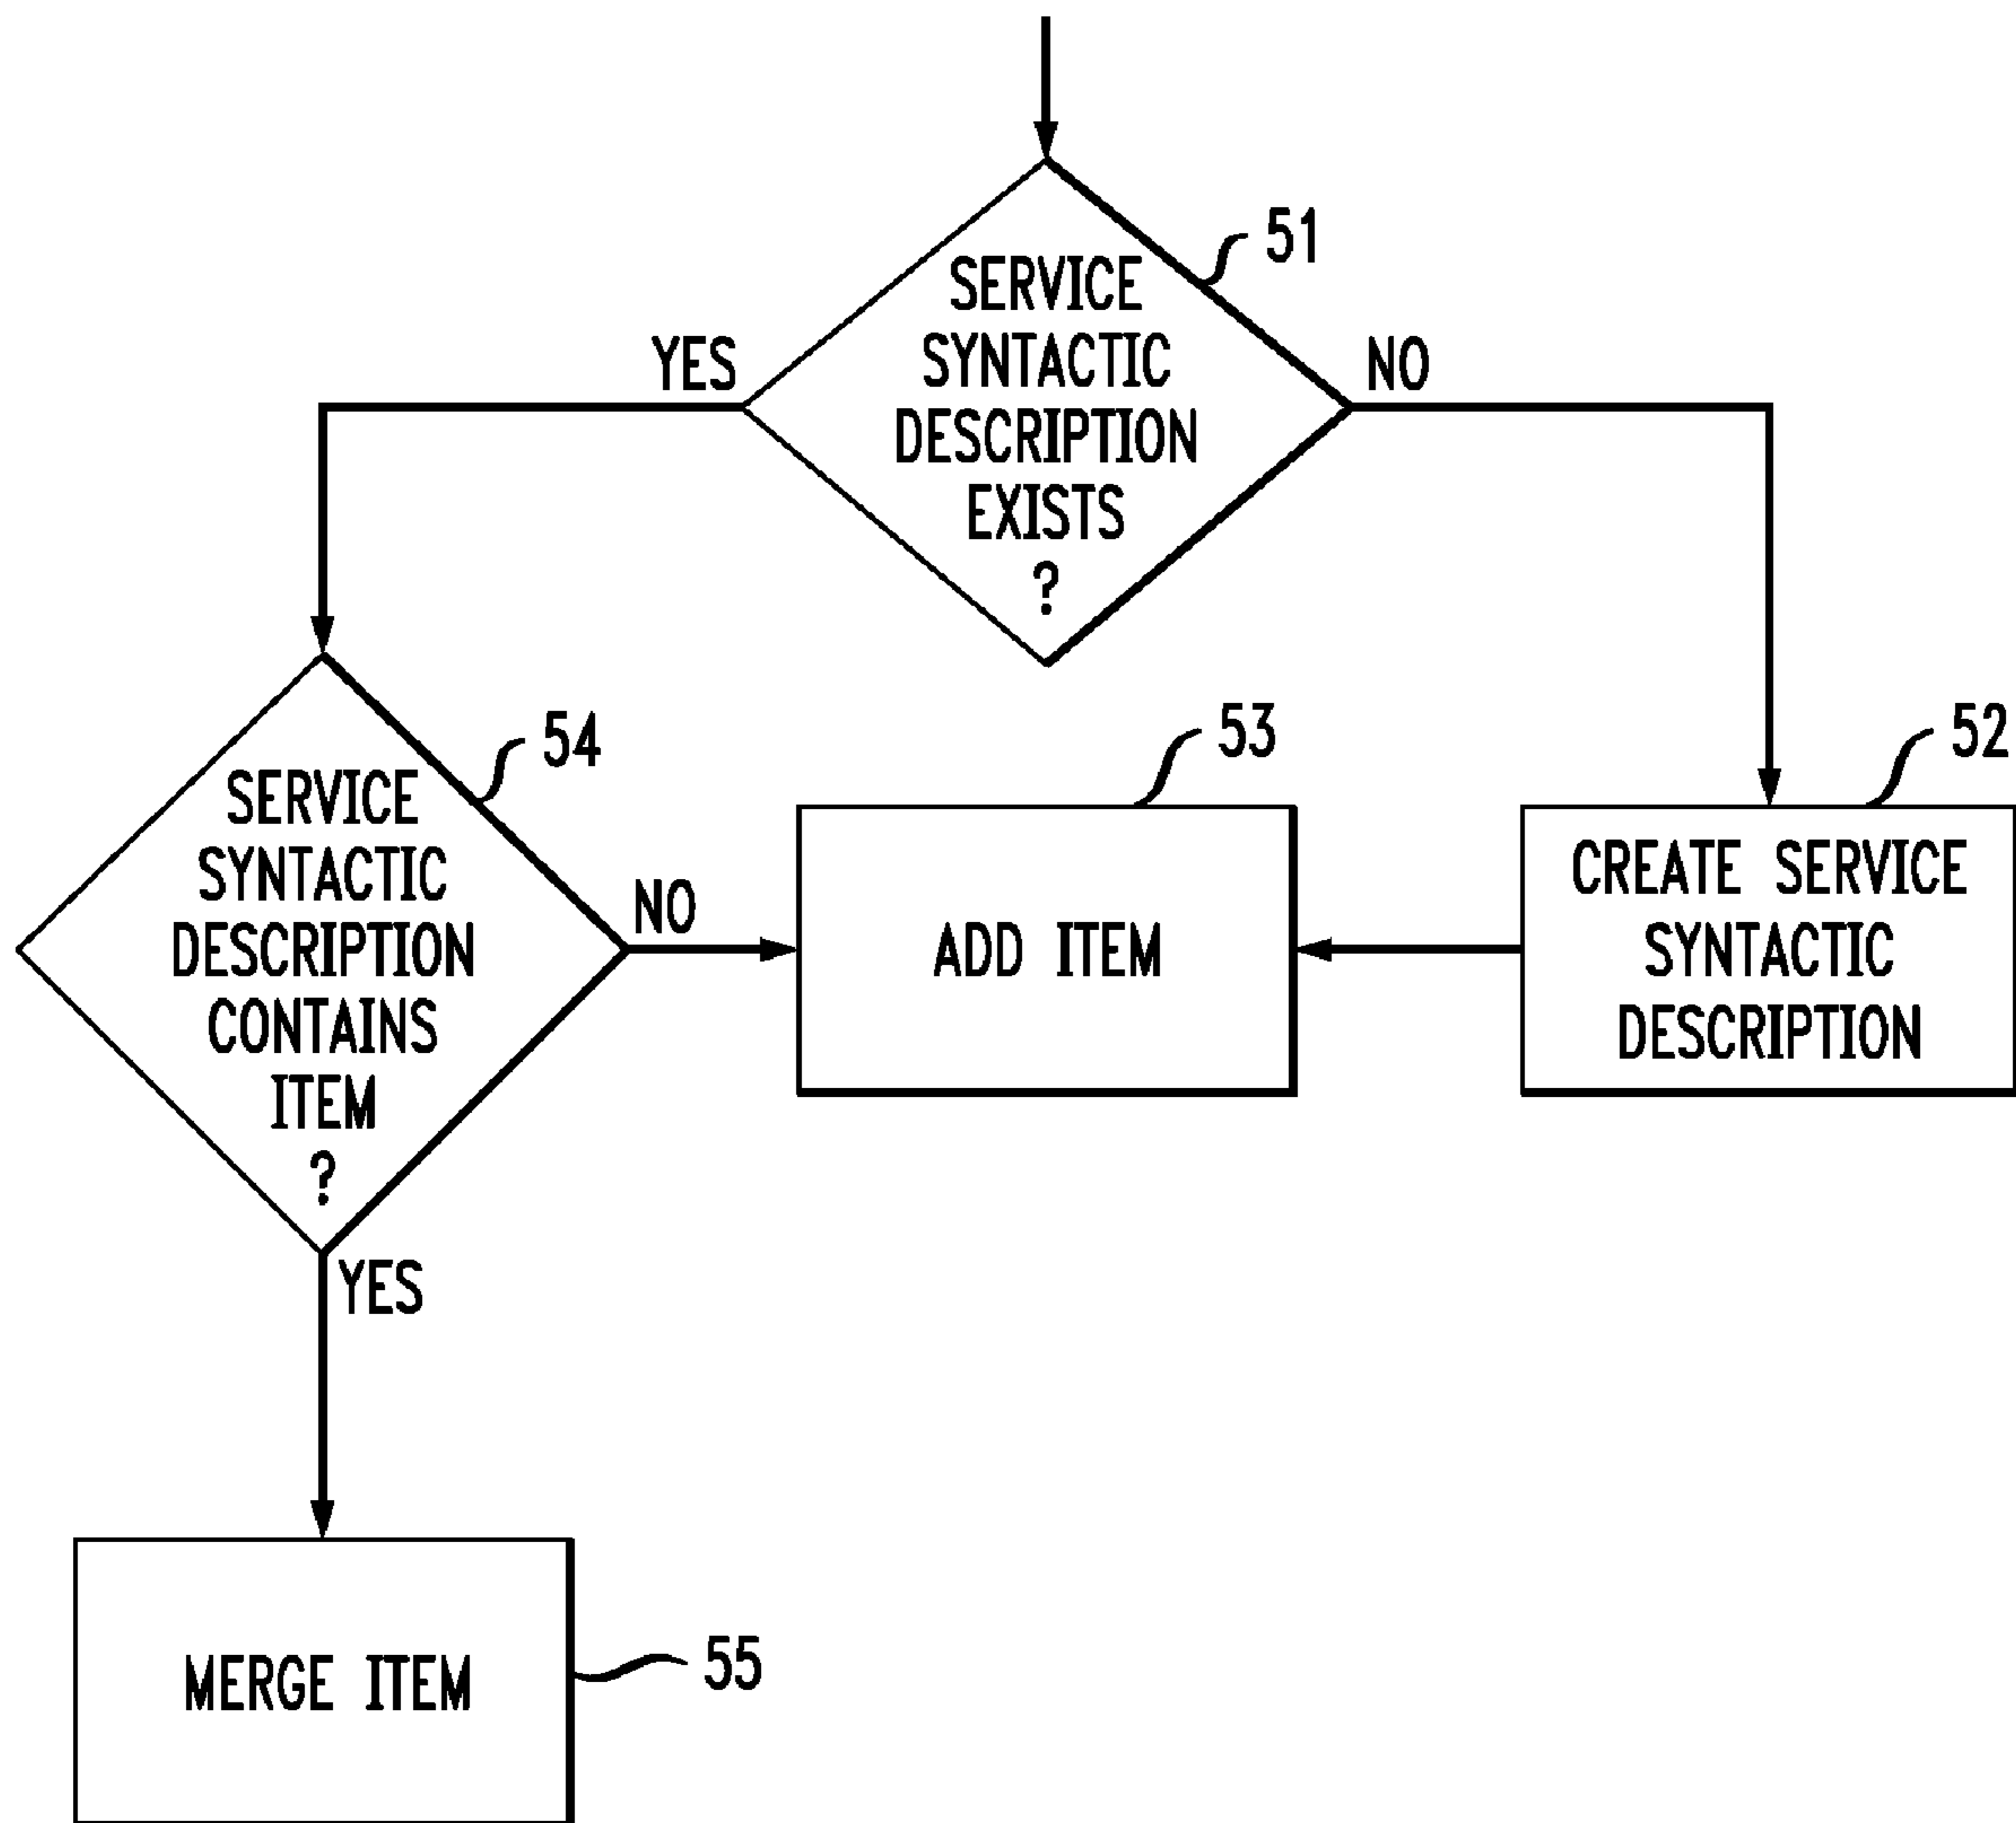 51
SERVICE
SYNTACTIC
DESCRIPTION
EXISTS
?
YES
NO
54
SERVICE
SYNTACTIC
DESCRIPTION
CONTAINS
ITEM
?
NO
YES
53
ADD ITEM
52
CREATE SERVICE
SYNTACTIC
DESCRIPTION
MERGE ITEM
55